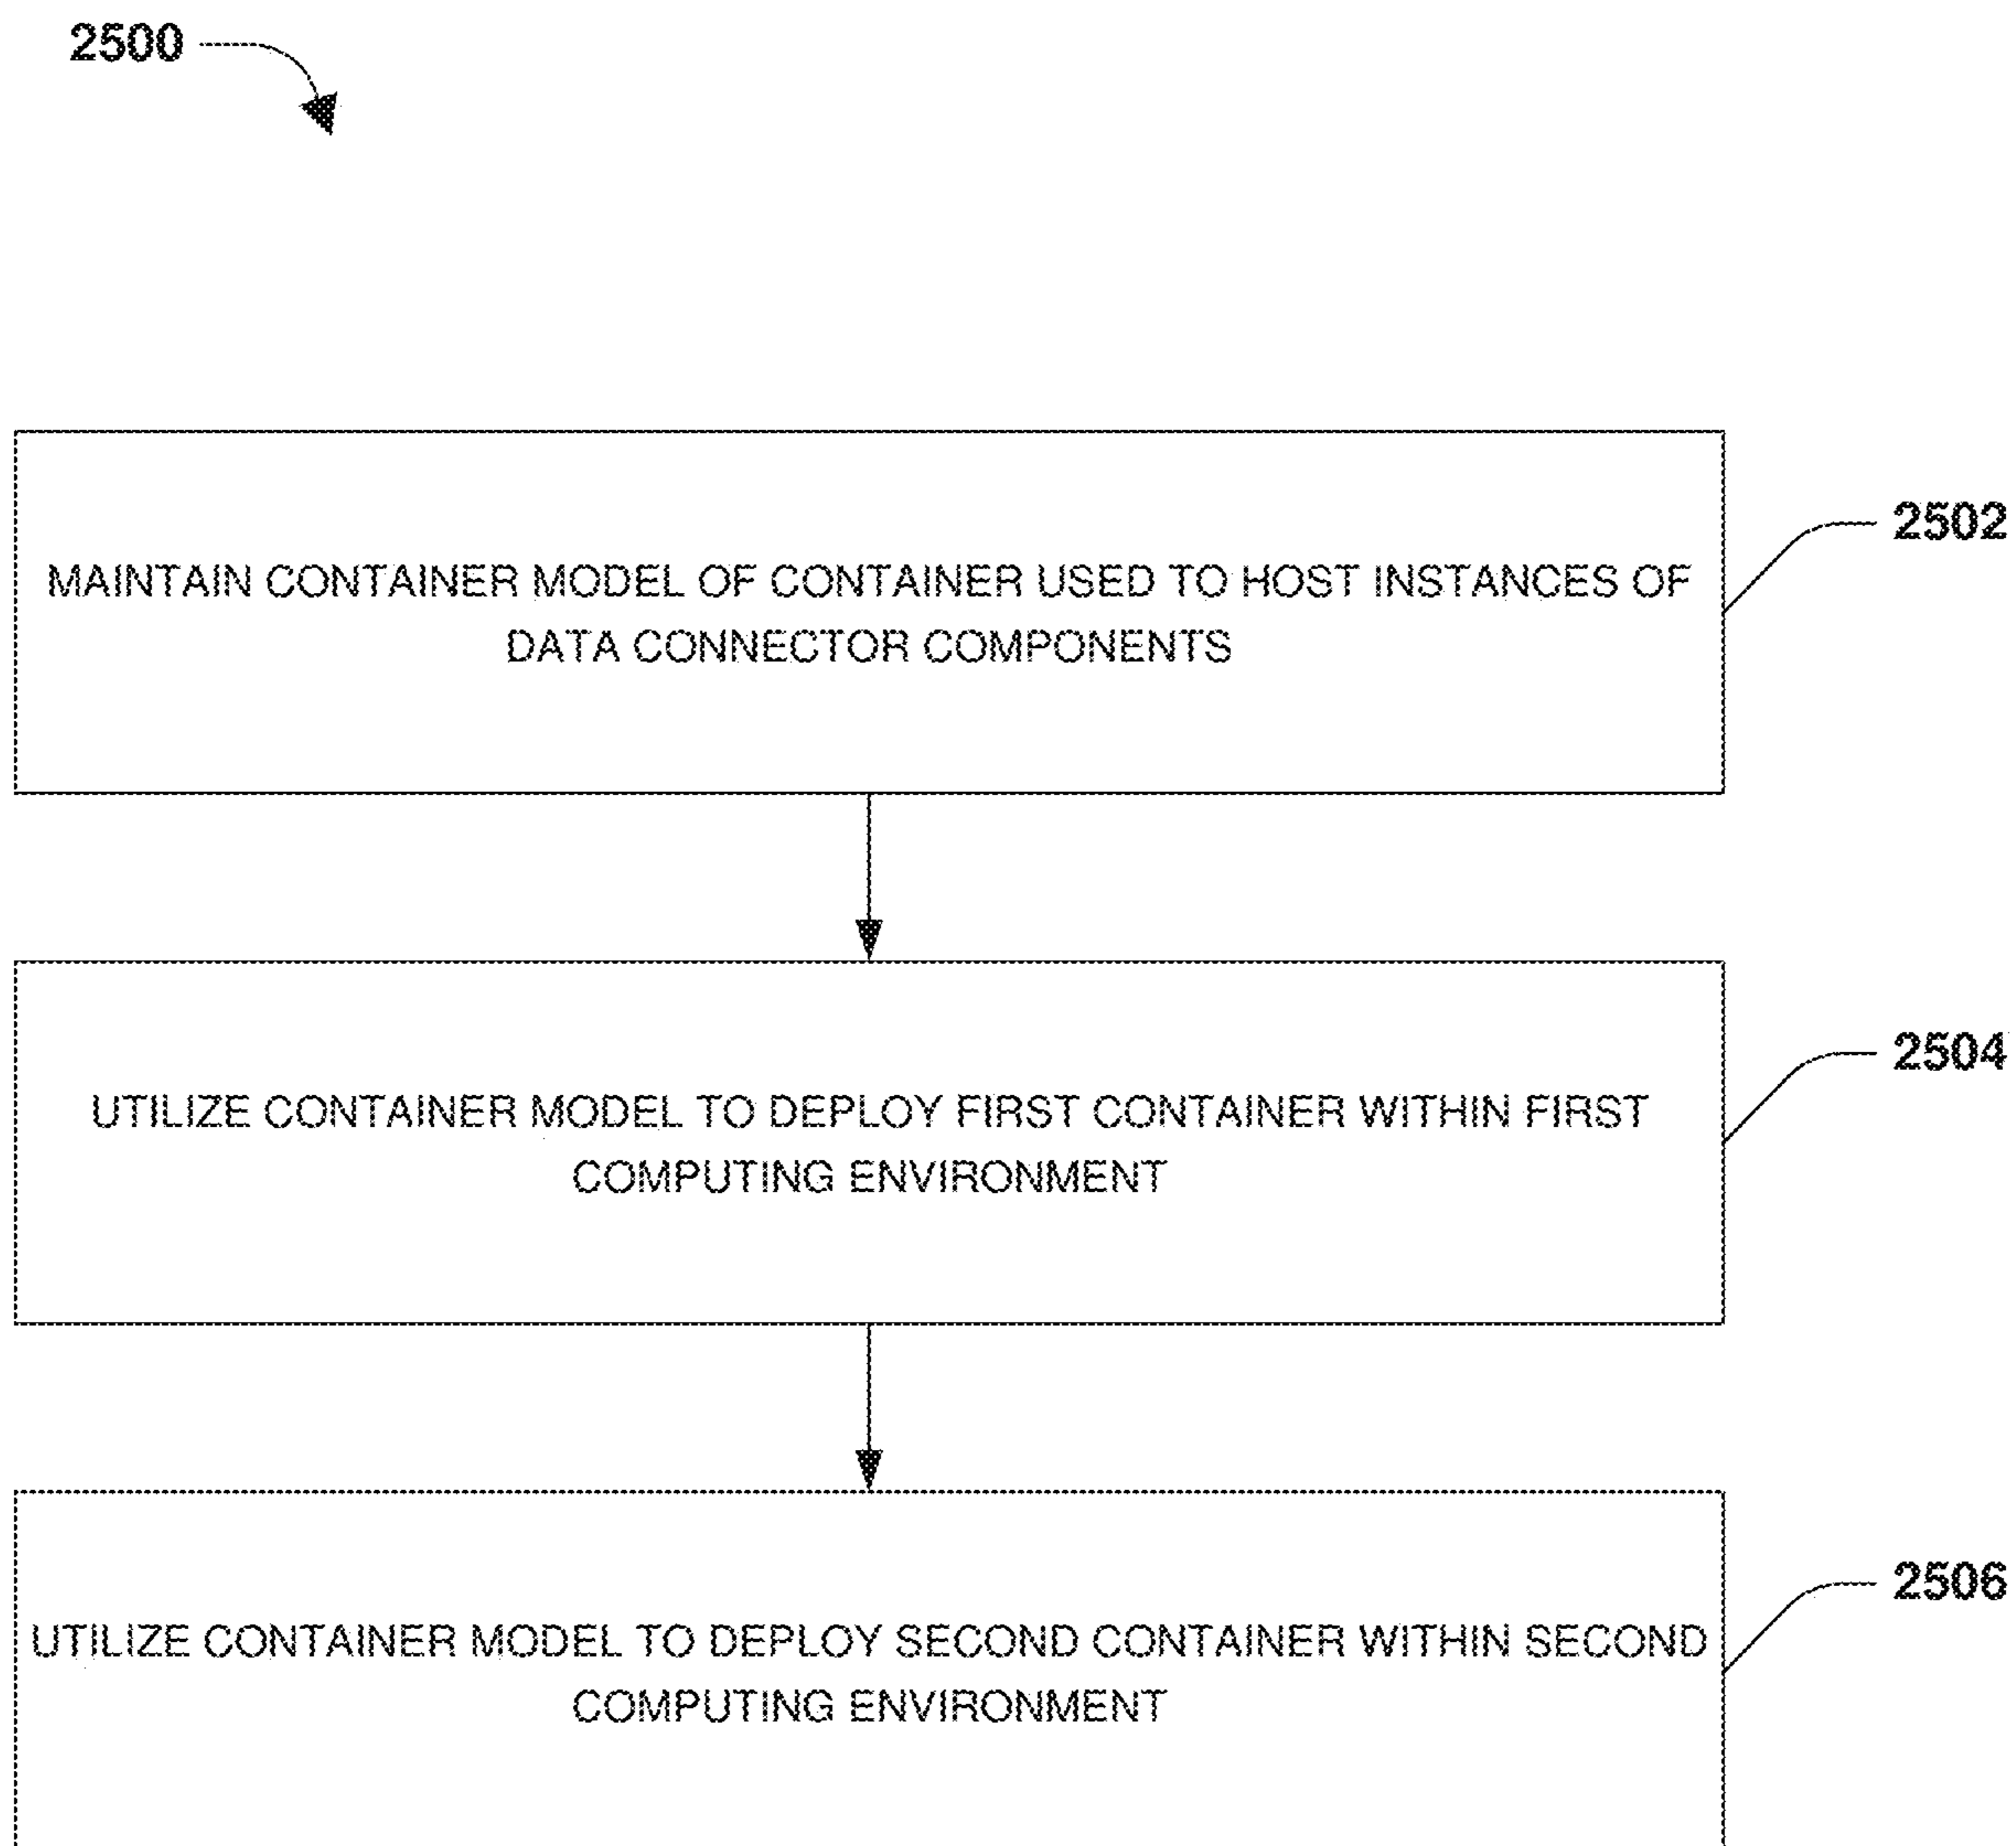 2500
MAINTAIN CONTAINER MODEL OF CONTAINER USED TO HOST INSTANCES OF
DATA CONNECTOR COMPONENTS
2502
UTILIZE CONTAINER MODEL TO DEPLOY FIRST CONTAINER WITHIN FIRST
COMPUTING ENVIRONMENT
2504
UTILIZE CONTAINER MODEL TO DEPLOY SECOND CONTAINER WITHIN SECOND
COMPUTING ENVIRONMENT
2506